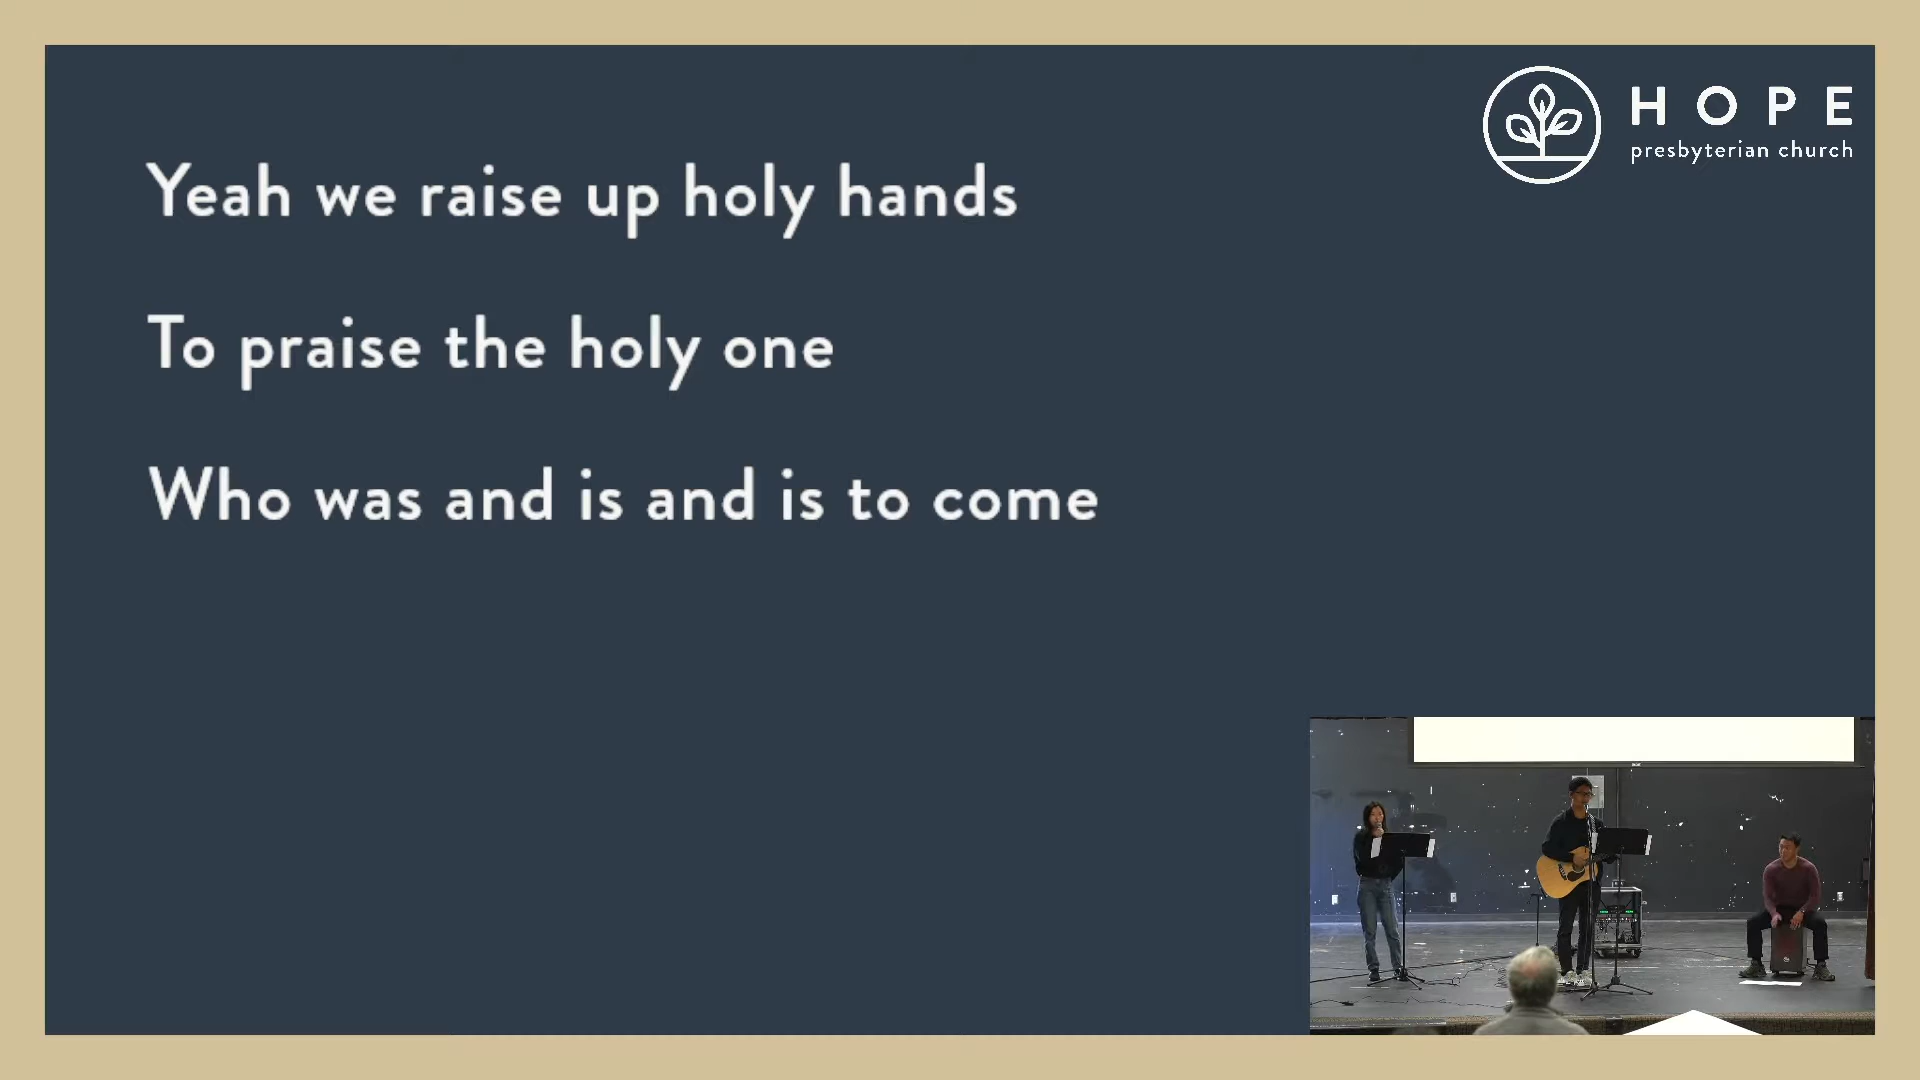 HOPE
presbyterian church
Yeah we raise up holy hands
To praise the holy one
Who was and is and is to come